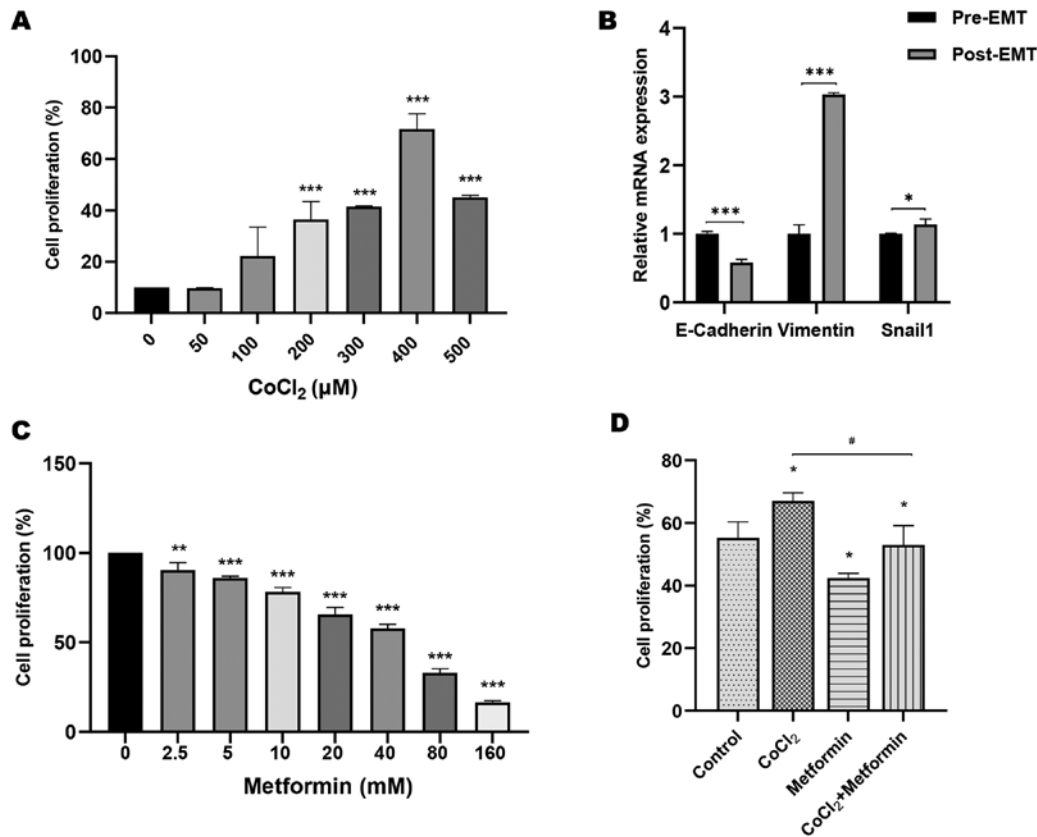 A
Cell proliferation (%)
100
80
60
40
20
0
***
***
***
***
0
50
100
200
300
400
500
CoCl₂ (µM)
B
Pre-EMT
Post-EMT
Relative mRNA expression
4
3
2
1
0
***
***
*
E-Cadherin Vimentin Snail1
C
Cell proliferation (%)
150
100
50
0
**
***
***
***
***
***
***
0 2.5 5 10 20 40 80 160
Metformin (mM)
D
Cell proliferation (%)
80
60
40
20
0
#
*
*
*
Control
CoCl₂
Metformin
CoCl₂+Metformin